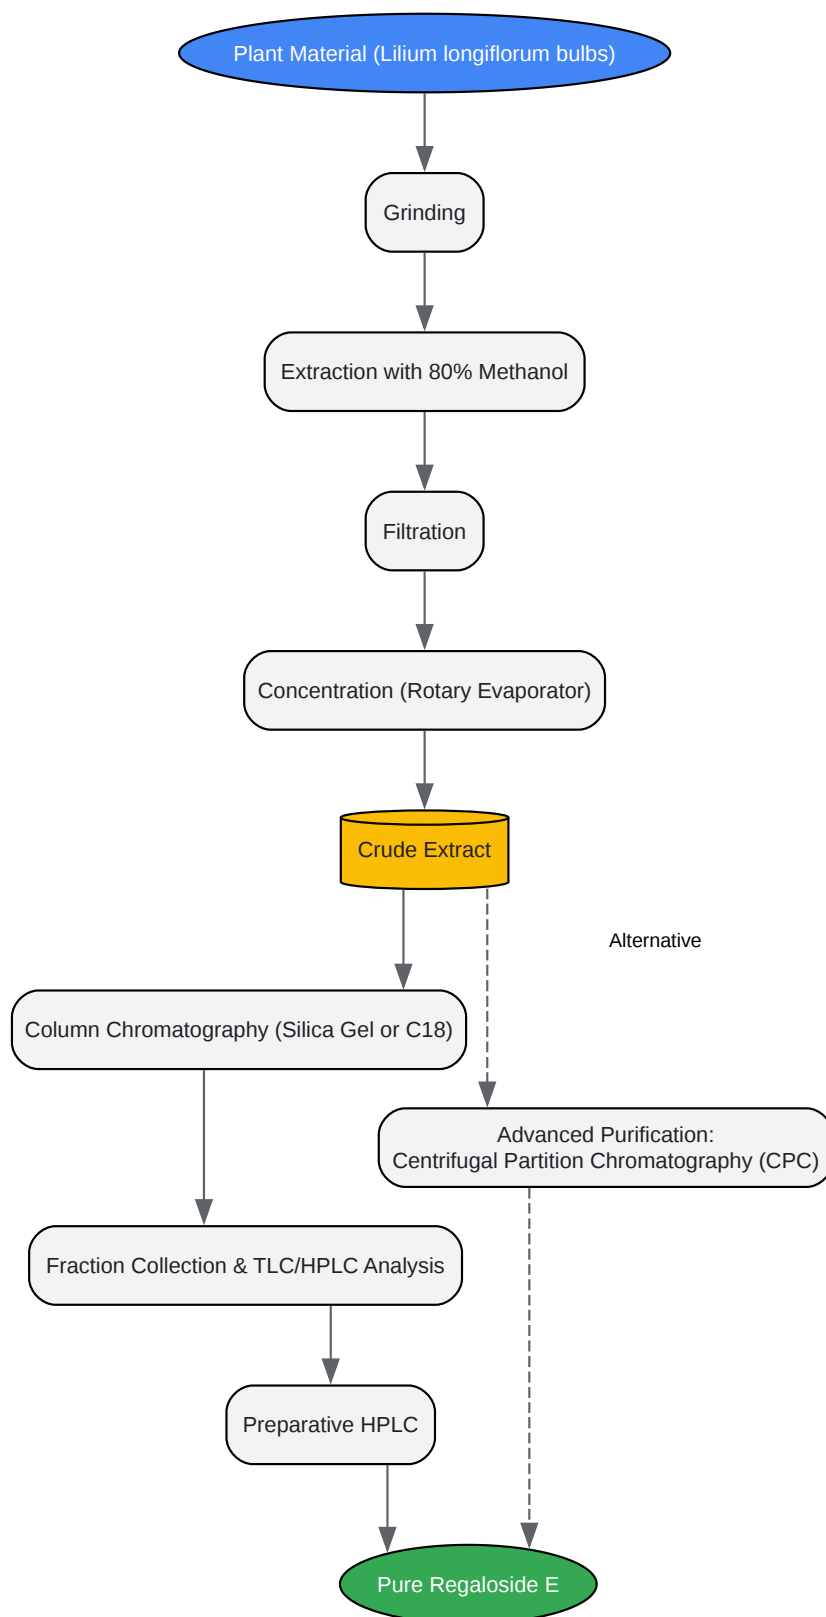 Plant Material (Lilium longiflorum bulbs)
Grinding
Extraction with 80% Methanol
Filtration
Concentration (Rotary Evaporator)
Crude Extract
Alternative
Column Chromatography (Silica Gel or C18)
Advanced Purification:
Centrifugal Partition Chromatography (CPC)
Fraction Collection & TLC/HPLC Analysis
Preparative HPLC
Pure Regaloside E